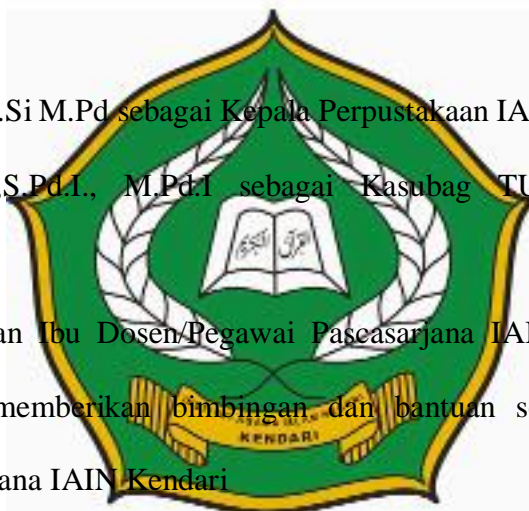 .Si M.Pd sebagai Kepala Perpustakaan IA
,S.Pd.I., M.Pd.I sebagai Kasubag TU
an Ibu Dosen/Pegawai Pascasarjana IAI
memberikan bimbingan dan bantuan s
KENDARI
ana IAIN Kendari